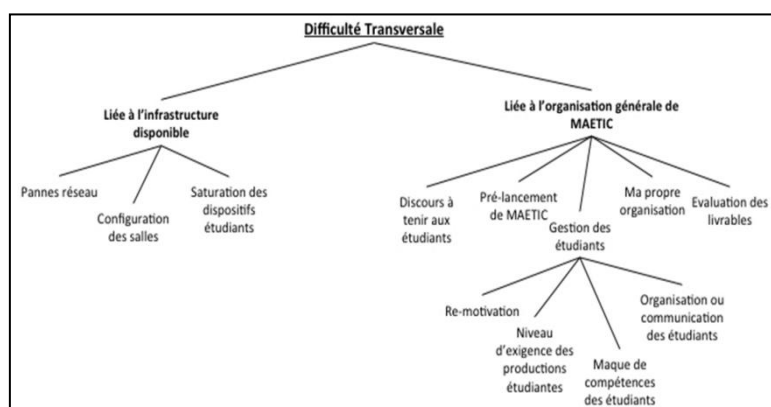 Difficulté Transversale
Liée à l'infrastructure
disponible
Liée à l'organisation générale de
MAETIC
Pannes réseau
Configuration
des salles
Saturation des
dispositifs
étudiants
Discours à
tenir aux
étudiants
Pré-lancement
de MAETIC
Gestion des
étudiants
Ma propre
organisation
Evaluation des
livrables
Re-motivation
Niveau
d'exigence des
productions
étudiantes
Maque de
compétences
des étudiants
Organisation ou
communication
des étudiants